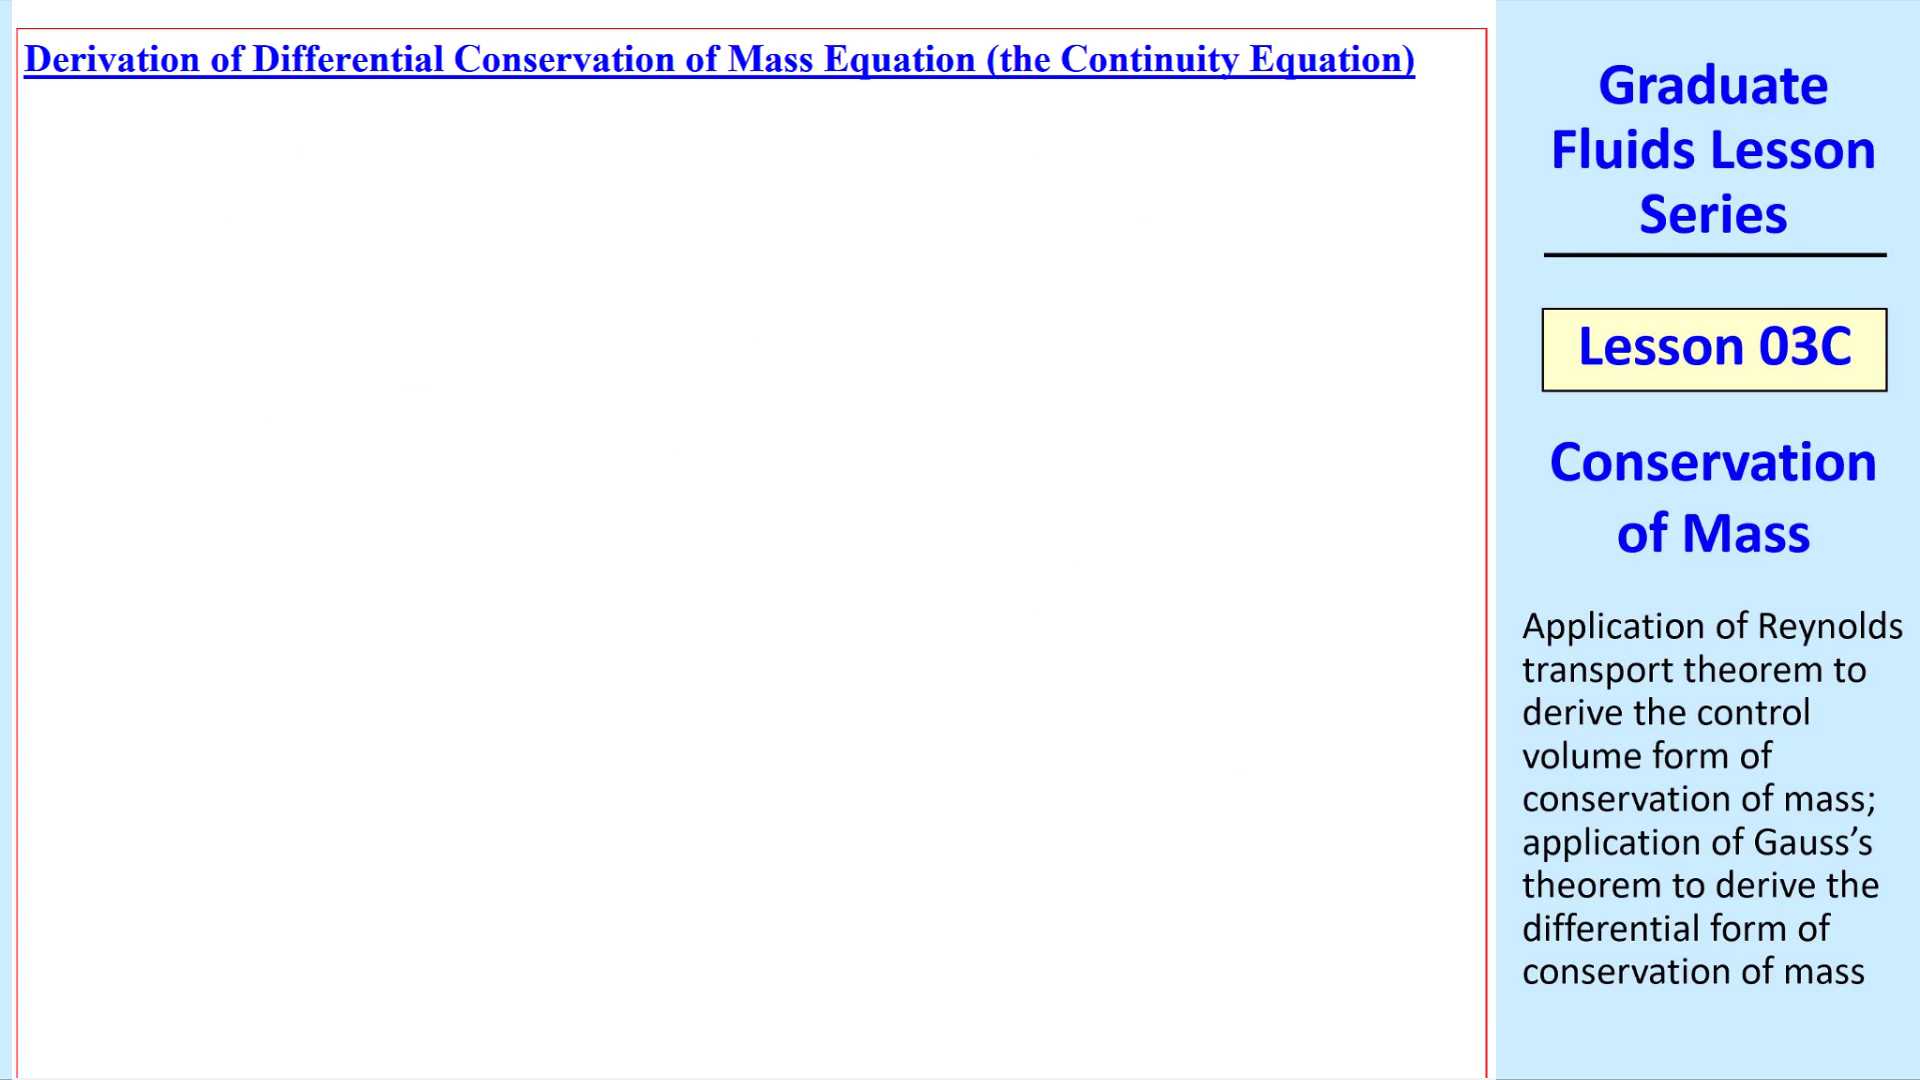 Derivation of Differential Conservation of Mass Equation (the Continuity Equation)
Graduate
Fluids Lesson
Series
Lesson 03C
Conservation
of Mass
Application of Reynolds
transport theorem to
derive the control
volume form of
conservation of mass;
application of Gauss’s
theorem to derive the
differential form of
conservation of mass